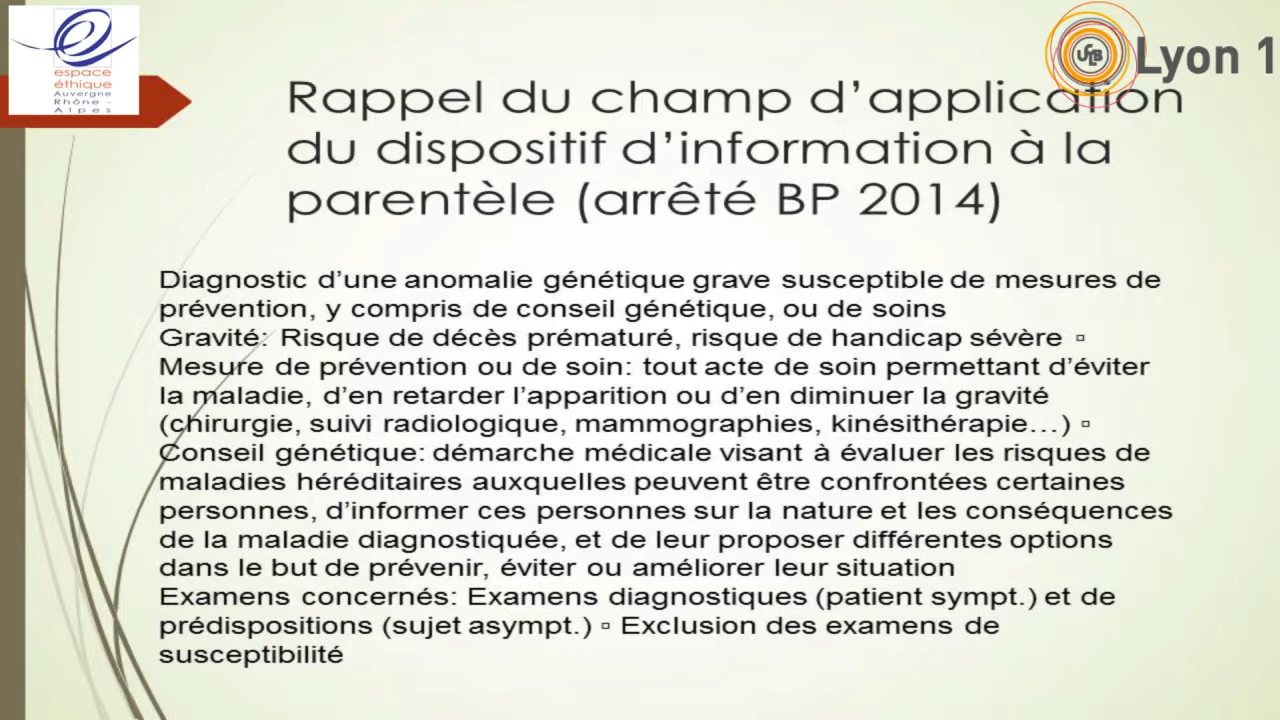 espace
éthique
Auvergne
Rhône -
Alpes
UCLB
Lyon 1
Rappel du champ d’application
du dispositif d’information à la
parentèle (arrêté BP 2014)
Diagnostic d’une anomalie génétique grave susceptible de mesures de
prévention, y compris de conseil génétique, ou de soins
Gravité: Risque de décès prématuré, risque de handicap sévère ▫
Mesure de prévention ou de soin: tout acte de soin permettant d’éviter
la maladie, d’en retarder l’apparition ou d’en diminuer la gravité
(chirurgie, suivi radiologique, mammographies, kinésithérapie…) ▫
Conseil génétique: démarche médicale visant à évaluer les risques de
maladies héréditaires auxquelles peuvent être confrontées certaines
personnes, d’informer ces personnes sur la nature et les conséquences
de la maladie diagnostiquée, et de leur proposer différentes options
dans le but de prévenir, éviter ou améliorer leur situation
Examens concernés: Examens diagnostiques (patient sympt.) et de
prédispositions (sujet asympt.) ▫ Exclusion des examens de
susceptibilité